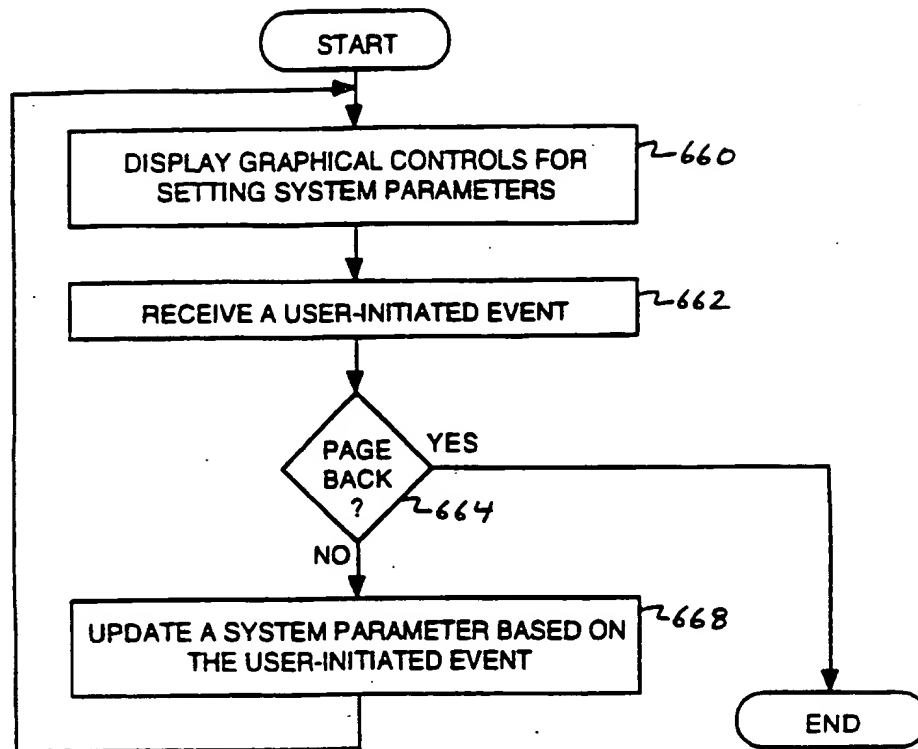 START
DISPLAY GRAPHICAL CONTROLS FOR
SETTING SYSTEM PARAMETERS
660
RECEIVE A USER-INITIATED EVENT
662
PAGE
BACK
?
YES
664
NO
UPDATE A SYSTEM PARAMETER BASED ON
THE USER-INITIATED EVENT
668
END